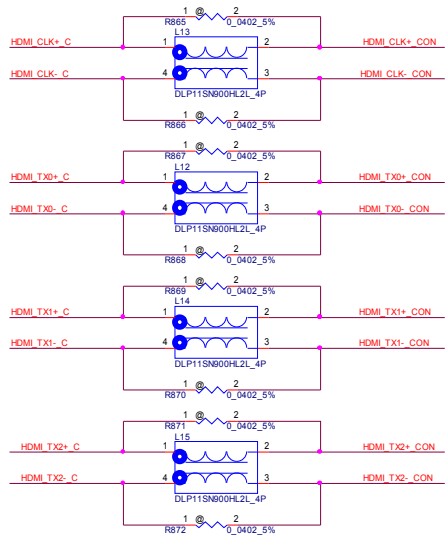 1 @ 2
R865 0_0402_5%
L13
HDMI_CLK+_C 1 2 HDMI_CLK+_CON
HDMI_CLK-_C 4 3 HDMI_CLK-_CON
DLP11SN900HL2L_4P
1 @ 2
R866 0_0402_5%
1 @ 2
R867 0_0402_5%
L12
HDMI_TX0+_C 1 2 HDMI_TX0+_CON
HDMI_TX0-_C 4 3 HDMI_TX0-_CON
DLP11SN900HL2L_4P
1 @ 2
R868 0_0402_5%
1 @ 2
R869 0_0402_5%
L14
HDMI_TX1+_C 1 2 HDMI_TX1+_CON
HDMI_TX1-_C 4 3 HDMI_TX1-_CON
DLP11SN900HL2L_4P
1 @ 2
R870 0_0402_5%
1 @ 2
R871 0_0402_5%
L15
HDMI_TX2+_C 1 2 HDMI_TX2+_CON
HDMI_TX2-_C 4 3 HDMI_TX2-_CON
DLP11SN900HL2L_4P
1 @ 2
R872 0_0402_5%